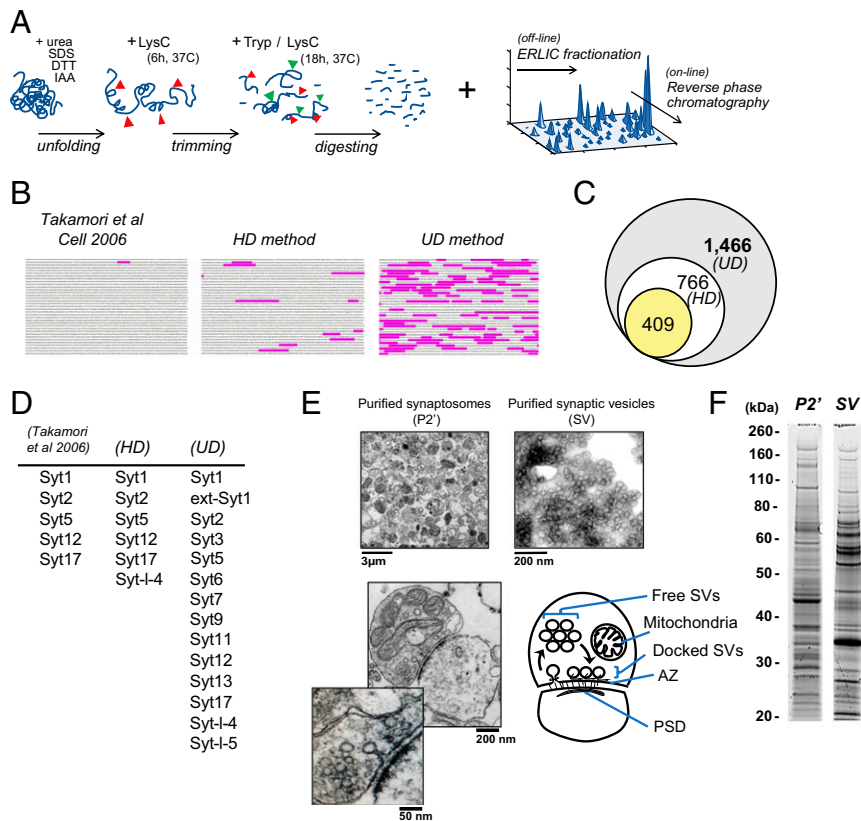 A
+ urea
SDS
DTT
IAA
+LysC
(6h, 37C)
+Tryp / LysC
(18h, 37C)
unfolding
trimming
digesting
+
(off-line)
ERLIC fractionation
(on-line)
Reverse phase
chromatography
B
Takamori et al
Cell 2006
HD method
UD method
C
1,466
(UD)
766
(HD)
409
D
(Takamori
et al 2006)
(HD)
(UD)
Syt1 Syt1 Syt1
Syt2 Syt2 ext-Syt1
Syt5 Syt5 Syt2
Syt12 Syt12 Syt3
Syt17 Syt17 Syt5
Syt-l-4 Syt6
Syt7
Syt9
Syt11
Syt12
Syt13
Syt17
Syt-l-4
Syt-l-5
E
Purified synaptosomes
(P2')
Purified synaptic vesicles
(SV)
3µm
200 nm
200 nm
50 nm
Free SVs
Mitochondria
Docked SVs
AZ
PSD
F
(kDa) P2' SV
260 -
160 -
110 -
80 -
60 -
50 -
40 -
30 -
20 -